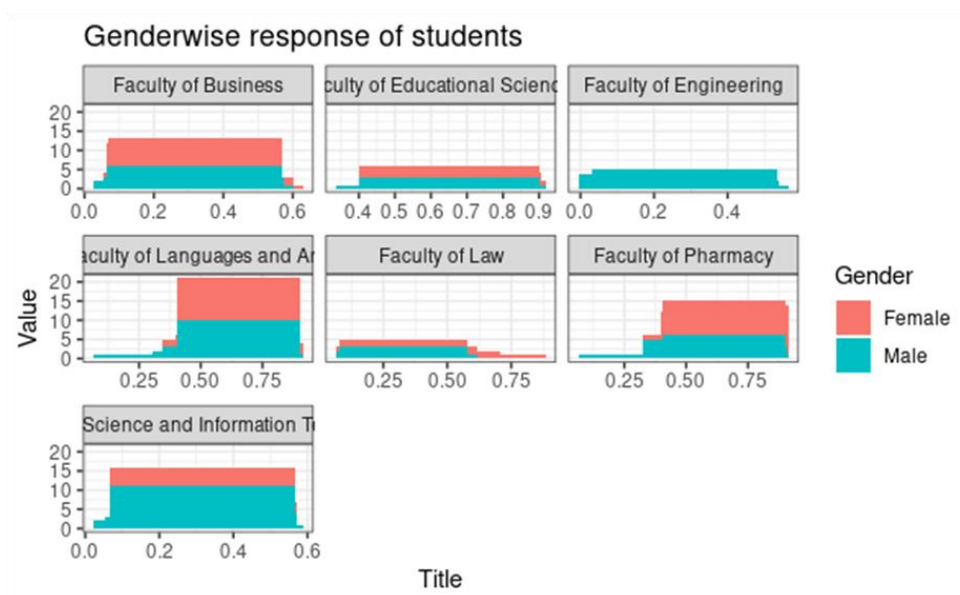 Genderwise response of students
Faculty of Business
culty of Educational Scienc
Faculty of Engineering
20
15
10
5
0
0.0 0.2 0.4 0.6
0.4 0.5 0.6 0.7 0.8 0.9
0.0 0.2 0.4
aculty of Languages and Ar
Faculty of Law
Faculty of Pharmacy
20
15
10
5
0
0.25 0.50 0.75
0.25 0.50 0.75
0.25 0.50 0.75
Science and Information T
20
15
10
5
0
0.0 0.2 0.4 0.6
Value
Title
Gender
Female
Male